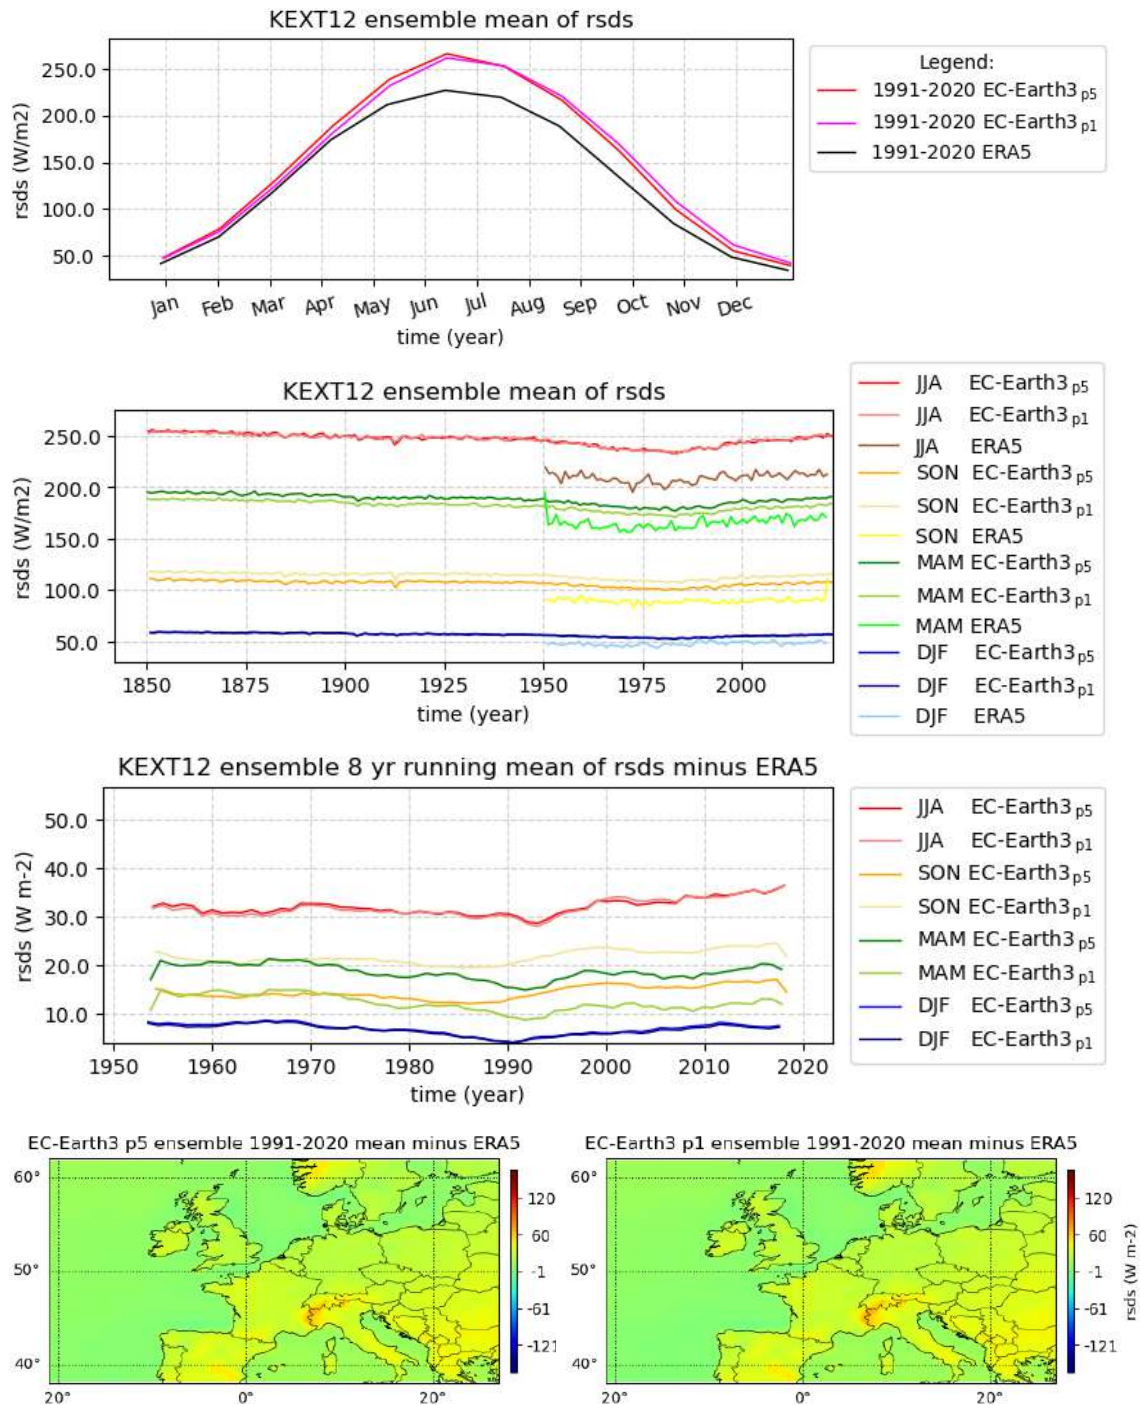 KEXT12 ensemble mean of rsds
rsds (W/m2)
250.0
200.0
150.0
100.0
50.0
Jan Feb Mar Apr May Jun Jul Aug Sep Oct Nov Dec
time (year)
Legend:
1991-2020 EC-Earth3 p5
1991-2020 EC-Earth3 p1
1991-2020 ERA5
KEXT12 ensemble mean of rsds
rsds (W/m2)
250.0
200.0
150.0
100.0
50.0
1850 1875 1900 1925 1950 1975 2000
time (year)
JJA EC-Earth3 p5
JJA EC-Earth3 p1
JJA ERA5
SON EC-Earth3 p5
SON EC-Earth3 p1
SON ERA5
MAM EC-Earth3 p5
MAM EC-Earth3 p1
MAM ERA5
DJF EC-Earth3 p5
DJF EC-Earth3 p1
DJF ERA5
KEXT12 ensemble 8 yr running mean of rsds minus ERA5
rsds (W m-2)
50.0
40.0
30.0
20.0
10.0
1950 1960 1970 1980 1990 2000 2010 2020
time (year)
JJA EC-Earth3 p5
JJA EC-Earth3 p1
SON EC-Earth3 p5
SON EC-Earth3 p1
MAM EC-Earth3 p5
MAM EC-Earth3 p1
DJF EC-Earth3 p5
DJF EC-Earth3 p1
EC-Earth3 p5 ensemble 1991-2020 mean minus ERA5
60°
50°
40°
20° 0° 20°
120
60
-1
-61
-121
EC-Earth3 p1 ensemble 1991-2020 mean minus ERA5
60°
50°
40°
20° 0° 20°
120
60
-1
-61
-121
rsds (W m-2)